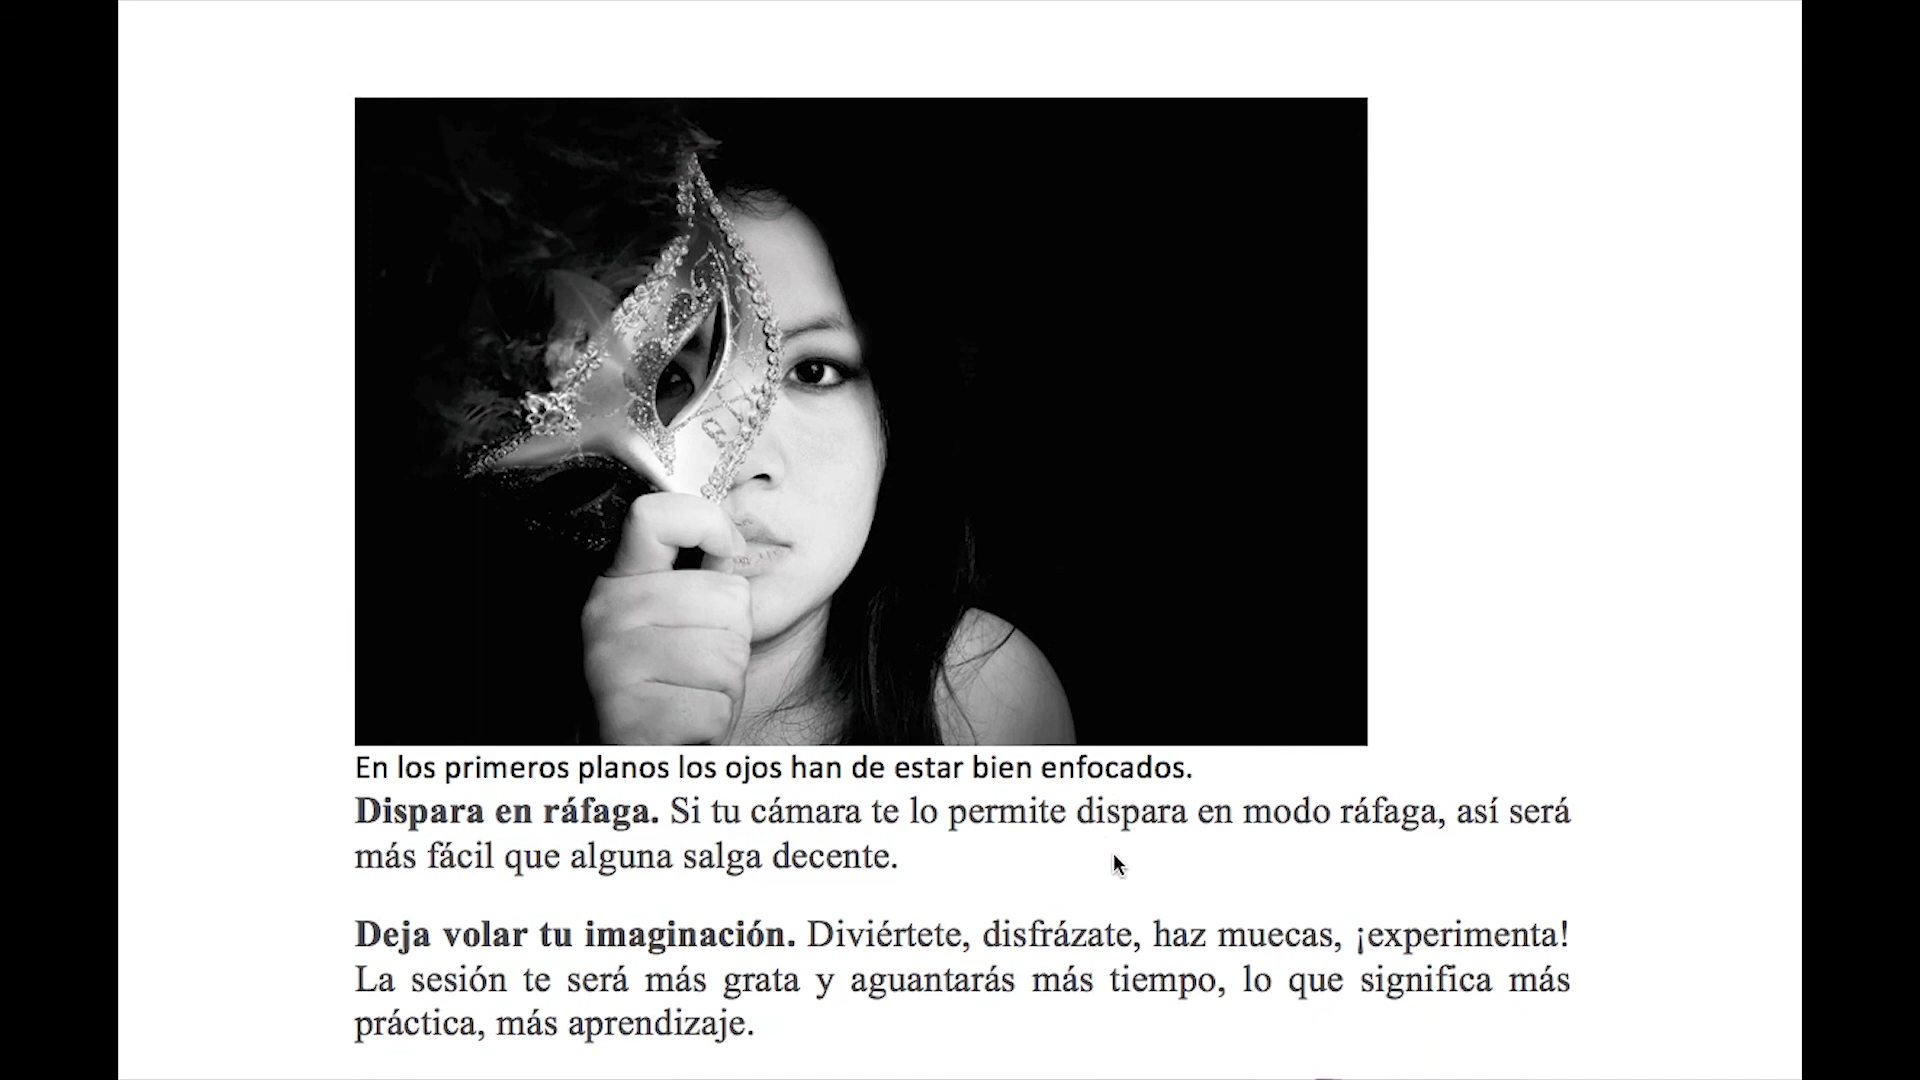 En los primeros planos los ojos han de estar bien enfocados.
Dispara en ráfaga. Si tu cámara te lo permite dispara en modo ráfaga, así será
más fácil que alguna salga decente.
Deja volar tu imaginación. Diviértete, disfrázate, haz muecas, ¡experimenta!
La sesión te será más grata y aguantarás más tiempo, lo que significa más
práctica, más aprendizaje.